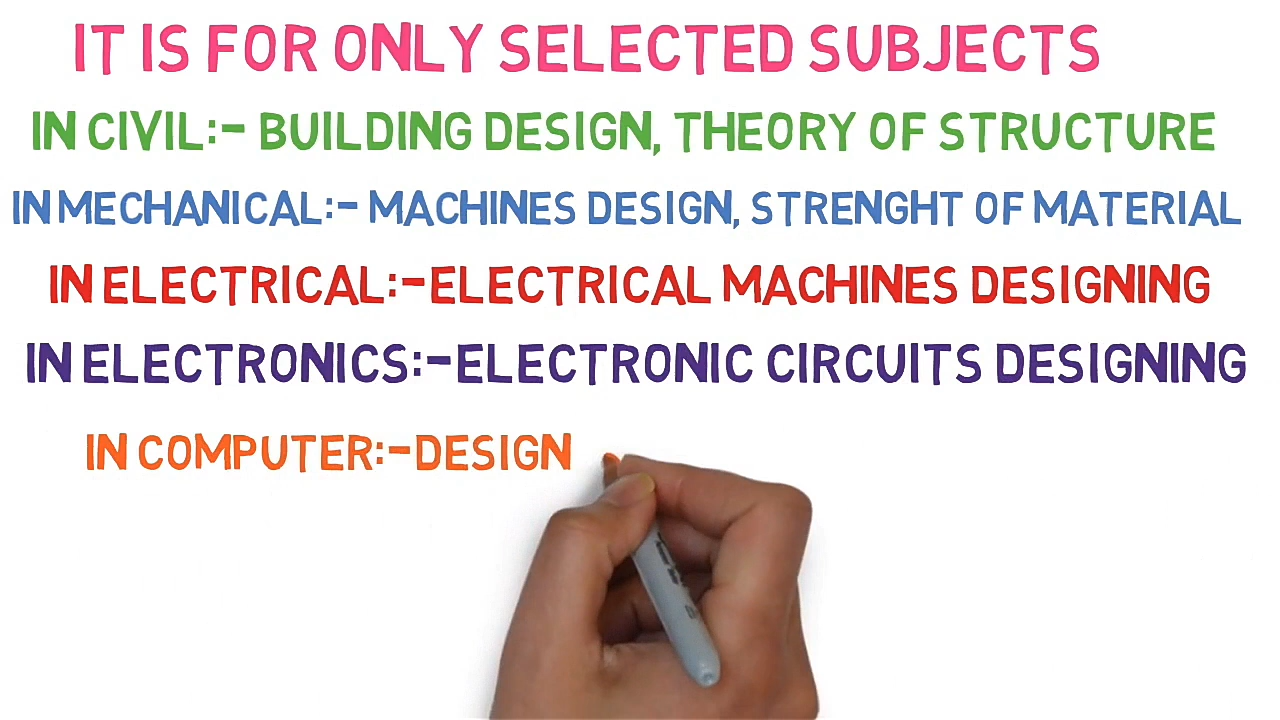 IT IS FOR ONLY SELECTED SUBJECTS
IN CIVIL:- BUILDING DESIGN, THEORY OF STRUCTURE
IN MECHANICAL:- MACHINES DESIGN, STRENGHT OF MATERIAL
IN ELECTRICAL:-ELECTRICAL MACHINES DESIGNING
IN ELECTRONICS:-ELECTRONIC CIRCUITS DESIGNING
IN COMPUTER:-DESIGN